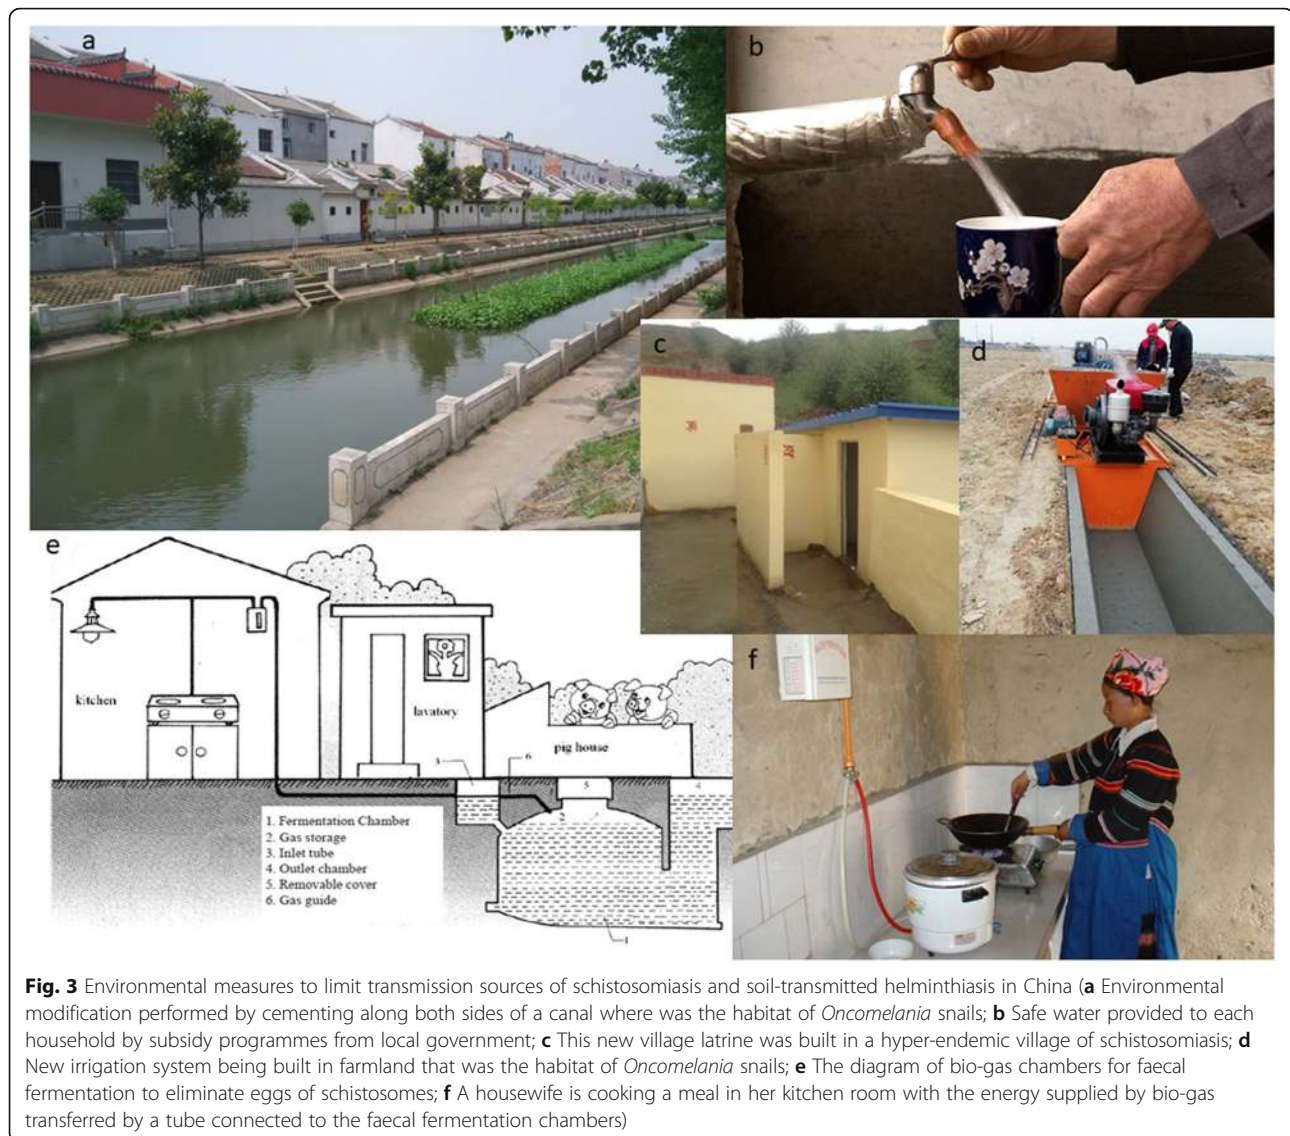 a
b
c
d
e
kitchen
lavatory
pig house
3
6
5
4
2
1. Fermentation Chamber
2. Gas storage
3. Inlet tube
4. Outlet chamber
5. Removable cover
6. Gas guide
1
f
Fig. 3 Environmental measures to limit transmission sources of schistosomiasis and soil-transmitted helminthiasis in China (a Environmental
modification performed by cementing along both sides of a canal where was the habitat of Oncomelania snails; b Safe water provided to each
household by subsidy programmes from local government; c This new village latrine was built in a hyper-endemic village of schistosomiasis; d
New irrigation system being built in farmland that was the habitat of Oncomelania snails; e The diagram of bio-gas chambers for faecal
fermentation to eliminate eggs of schistosomes; f A housewife is cooking a meal in her kitchen room with the energy supplied by bio-gas
transferred by a tube connected to the faecal fermentation chambers)